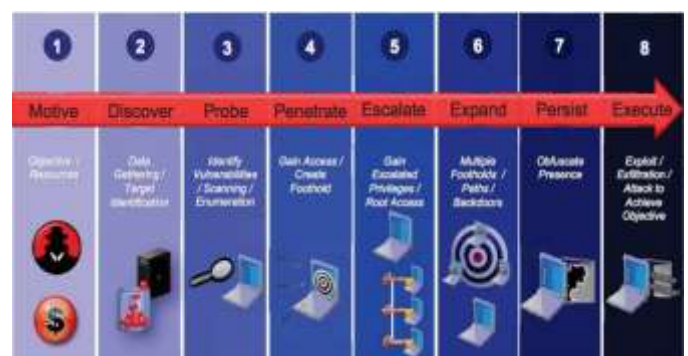 1
2
3
4
5
6
7
8
Motive
Discover
Probe
Penetrate
Escalate
Expand
Persist
Execute
Objective /
Resources
Data
Gathering /
Target
Identification
Identify
Vulnerabilities
/ Scanning /
Enumeration
Gain Access /
Create
Foothold
Gain
Escalated
Privileges /
Root Access
Multiple
Footholds /
Paths /
Backdoors
Obfuscate
Presence
Exploit /
Exfiltration /
Attack to
Achieve
Objective
$